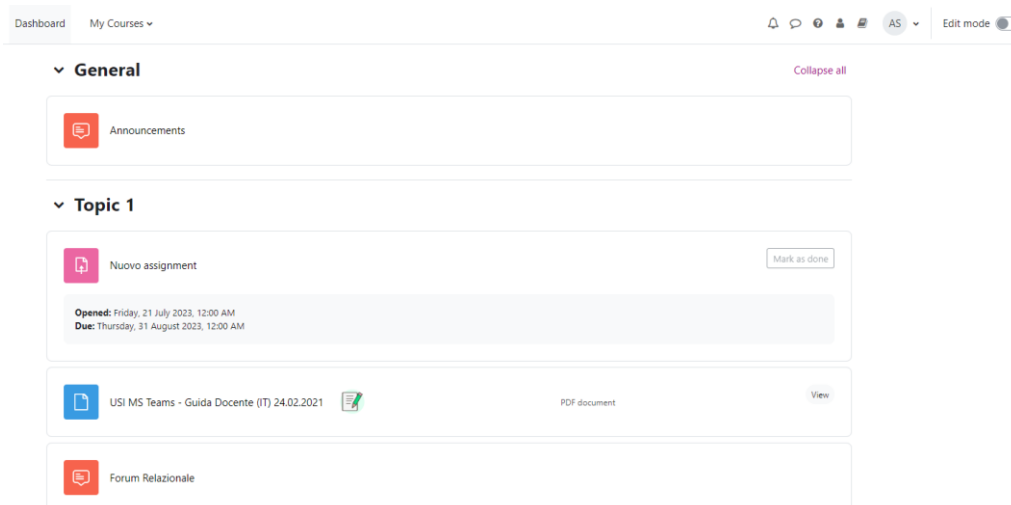 Dashboard My Courses AS Edit mode
General Collapse all
Announcements
Topic 1
Nuovo assignment Mark as done
Opened: Friday, 21 July 2023, 12:00 AM
Due: Thursday, 31 August 2023, 12:00 AM
USI MS Teams - Guida Docente (IT) 24.02.2021 PDF document View
Forum Relazionale